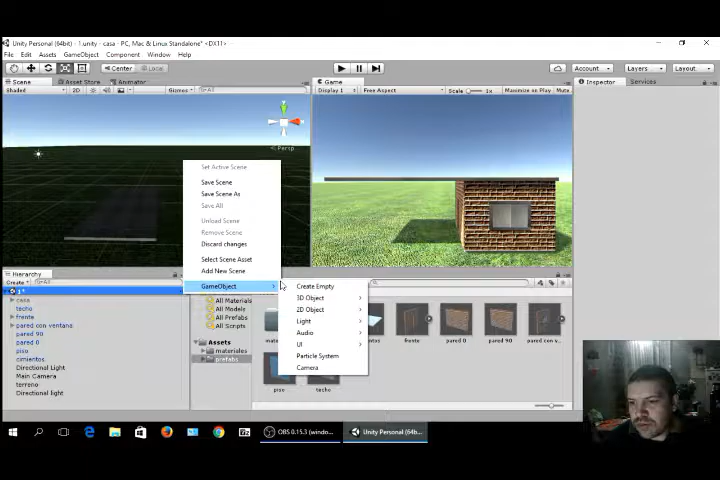 Unity Personal (64bit) - 1.unity - casa - PC, Mac & Linux Standalone* <DX11>
File Edit Assets GameObject Component Window Help
Center Local Account Layers Layout
Scene Asset Store Animator Game Inspector Services
Shaded 2D Gizmos All Display 1 Free Aspect Scale 1x Maximize on Play Mute
Persp
Set Active Scene
Save Scene
Save Scene As
Save All
Unload Scene
Remove Scene
Discard changes
Select Scene Asset
Add New Scene
GameObject
Create Empty
3D Object
2D Object
Light
Audio
UI
Particle System
Camera
Hierarchy
Create All
1*
casa
techo
frente
pared con ventana
pared 90
pared 0
piso
cimientos
Directional Light
Main Camera
terreno
Directional light
All Materials
All Models
All Prefabs
All Scripts
Assets
materiales
prefabs
frente pared 0 pared 90 pared con v...
piso techo
OBS 0.15.3 (windo... Unity Personal (64b...